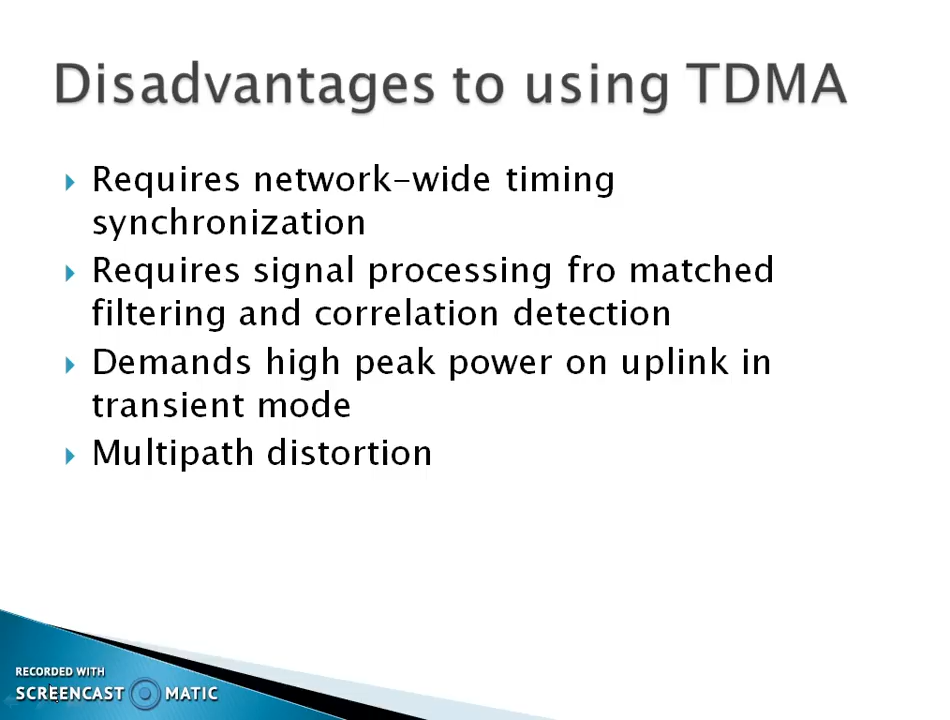 Disadvantages to using TDMA
Requires network-wide timing
synchronization
Requires signal processing fro matched
filtering and correlation detection
Demands high peak power on uplink in
transient mode
Multipath distortion
RECORDED WITH
SCREENCAST MATIC